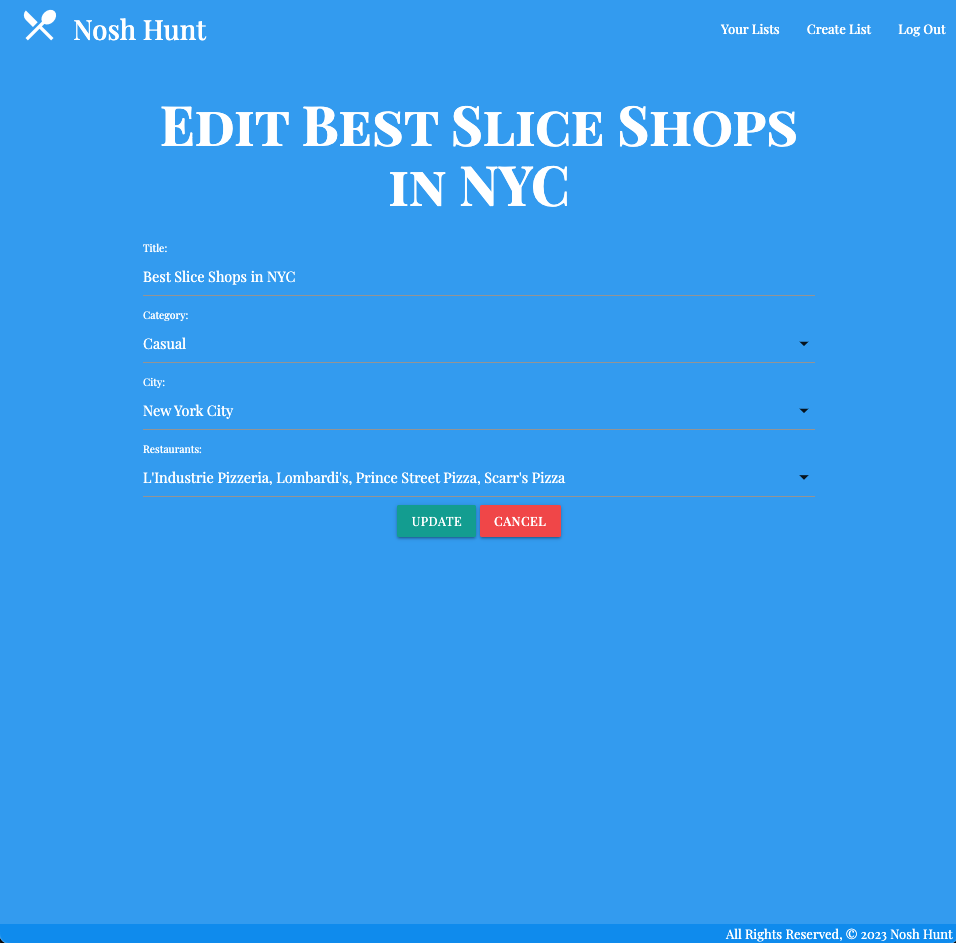 Nosh Hunt
Your Lists
Create List
Log Out
Edit Best Slice Shops
in NYC
Title:
Best Slice Shops in NYC
Category:
Casual
City:
New York City
Restaurants:
L'Industrie Pizzeria, Lombardi's, Prince Street Pizza, Scarr's Pizza
UPDATE
CANCEL
All Rights Reserved, © 2023 Nosh Hunt